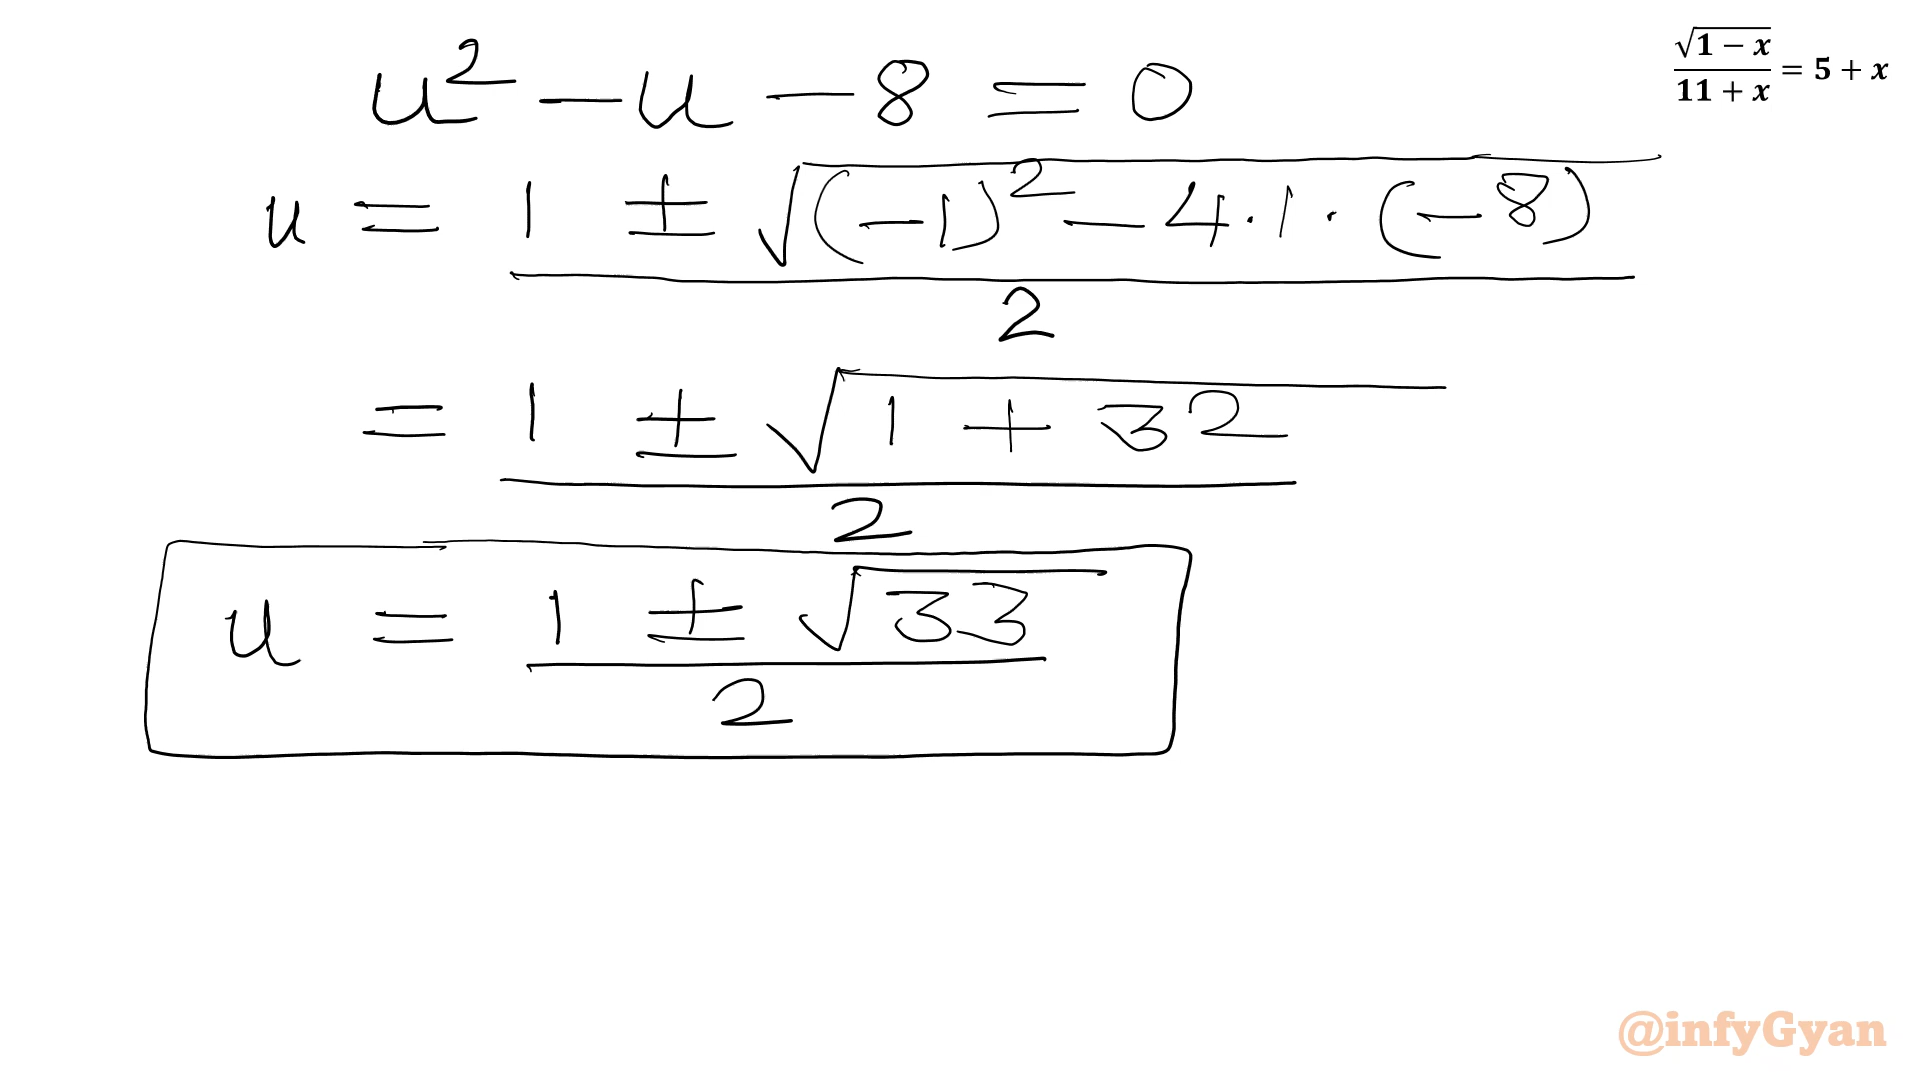 u² - u - 8 = 0
√(1 − x) / (11 + x) = 5 + x
u = (1 ± √((-1)² - 4·1·(-8))) / 2
= (1 ± √(1 + 32)) / 2
u = (1 ± √33) / 2
@infyGyan